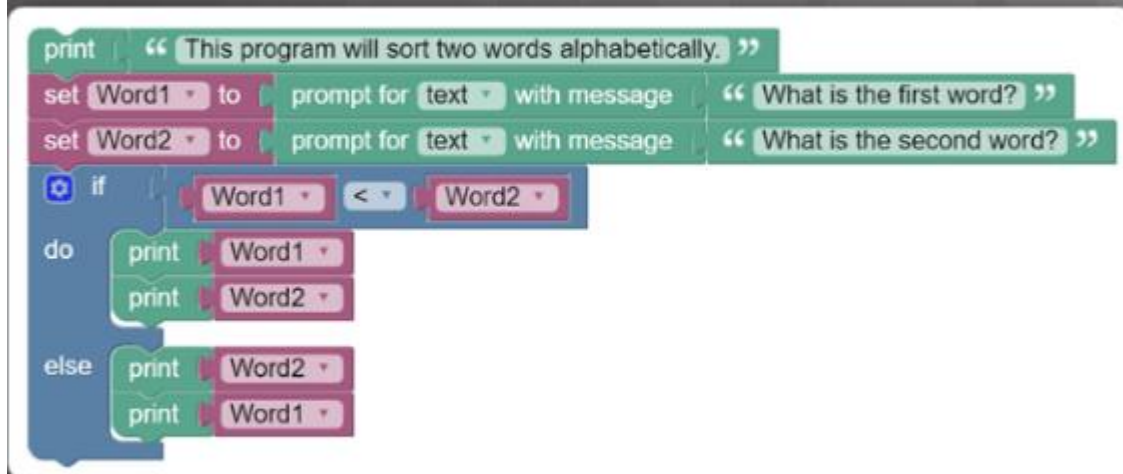 print “ This program will sort two words alphabetically. ”
set Word1 to prompt for text with message “ What is the first word? ”
set Word2 to prompt for text with message “ What is the second word? ”
if Word1 < Word2
do print Word1
print Word2
else print Word2
print Word1